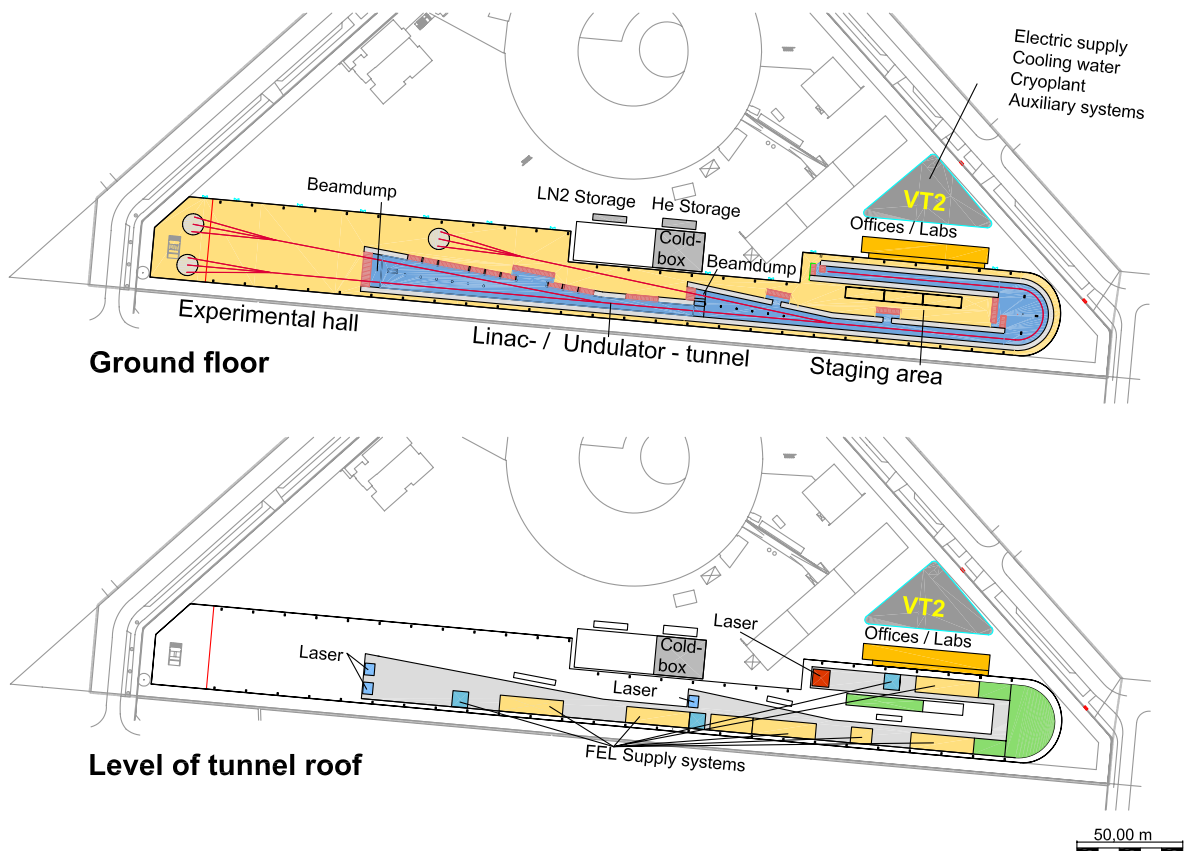 Electric supply
Cooling water
Cryoplant
Auxiliary systems
VT2
Offices / Labs
Beamdump
LN2 Storage
He Storage
Cold-
box
Beamdump
Experimental hall
Linac- / Undulator - tunnel
Staging area
Ground floor
VT2
Offices / Labs
Laser
Cold-
box
Laser
Laser
FEL Supply systems
Level of tunnel roof
50,00 m